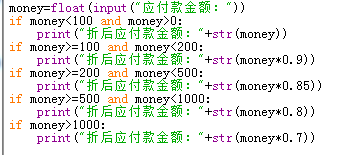 money=float(input("应付款金额："))
if money<100 and money>0:
    print("折后应付款金额："+str(money))
if money>=100 and money<200:
    print("折后应付款金额："+str(money*0.9))
if money>=200 and money<500:
    print("折后应付款金额："+str(money*0.85))
if money>=500 and money<1000:
    print("折后应付款金额："+str(money*0.8))
if money>1000:
    print("折后应付款金额："+str(money*0.7))